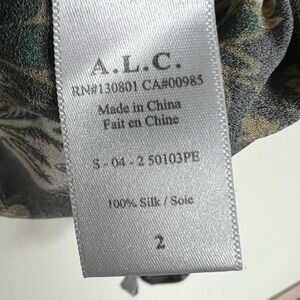 A.L.C.
RN#130801 CA#00985
Made in China
Fait en Chine
S - 04 - 2 50103PE
100% Silk / Soie
2